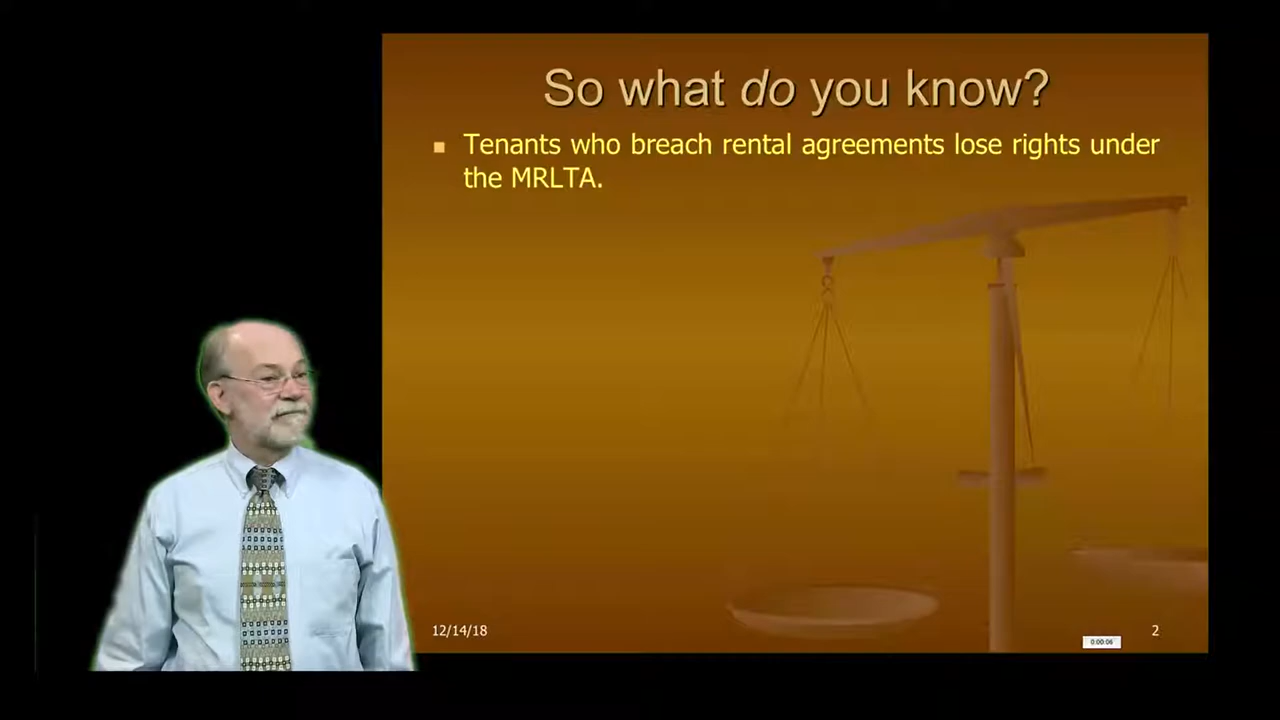 So what do you know?
Tenants who breach rental agreements lose rights under
the MRLTA.
12/14/18
0:00:06
2